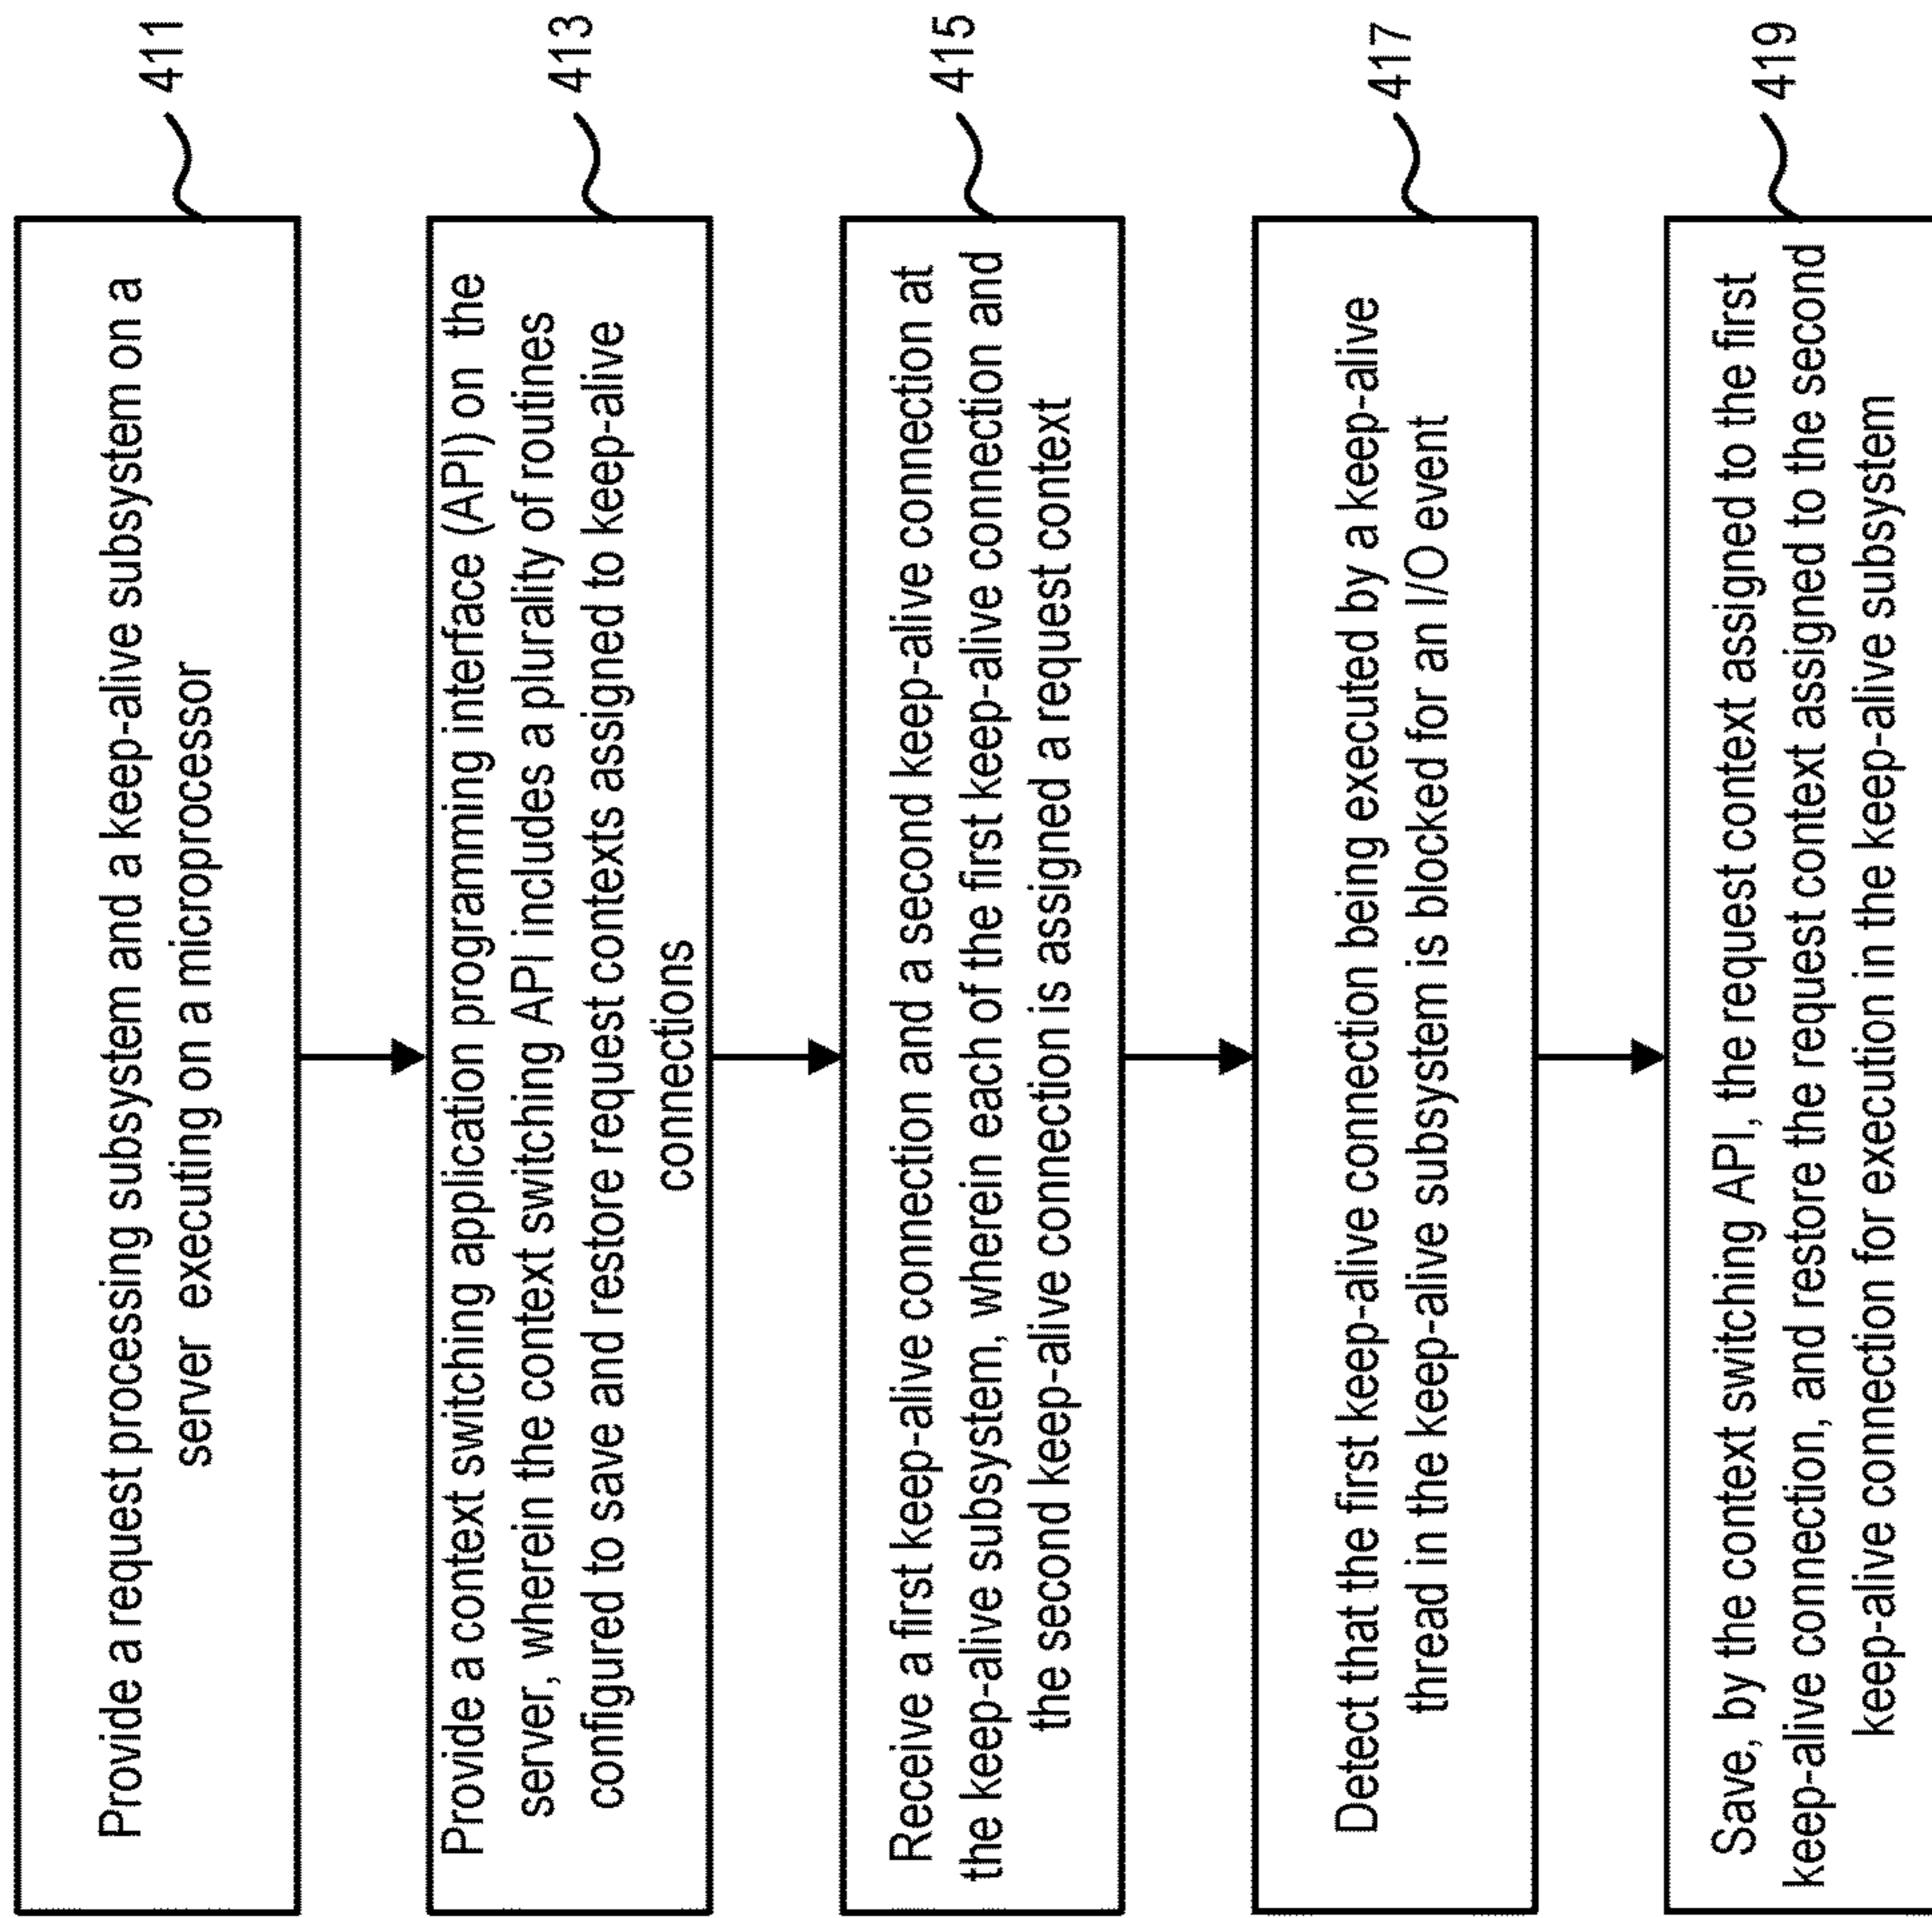 Provide a request processing subsystem and a keep-alive subsystem on a
server executing on a microprocessor
411
Provide a context switching application programming interface (API) on the
server, wherein the context switching API includes a plurality of routines
configured to save and restore request contexts assigned to keep-alive
connections
413
Receive a first keep-alive connection and a second keep-alive connection at
the keep-alive subsystem, wherein each of the first keep-alive connection and
the second keep-alive connection is assigned a request context
415
Detect that the first keep-alive connection being executed by a keep-alive
thread in the keep-alive subsystem is blocked for an I/O event
417
Save, by the context switching API, the request context assigned to the first
keep-alive connection, and restore the request context assigned to the second
keep-alive connection for execution in the keep-alive subsystem
419